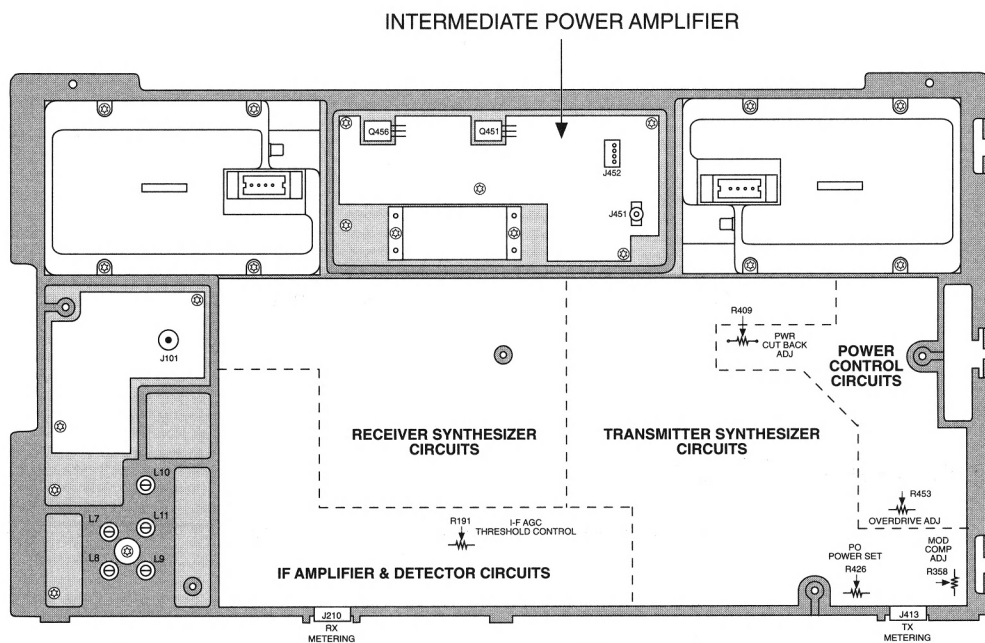 INTERMEDIATE POWER AMPLIFIER
Q456
Q451
J452
J451
J101
R409
PWR
CUT BACK
ADJ
POWER
CONTROL
CIRCUITS
RECEIVER SYNTHESIZER
CIRCUITS
TRANSMITTER SYNTHESIZER
CIRCUITS
L10
L7
L11
L8
L9
R191
I-F AGC
THRESHOLD CONTROL
IF AMPLIFIER & DETECTOR CIRCUITS
R453
OVERDRIVE ADJ
PO
POWER SET
R426
MOD
COMP
ADJ
R358
J210
RX
METERING
J413
TX
METERING